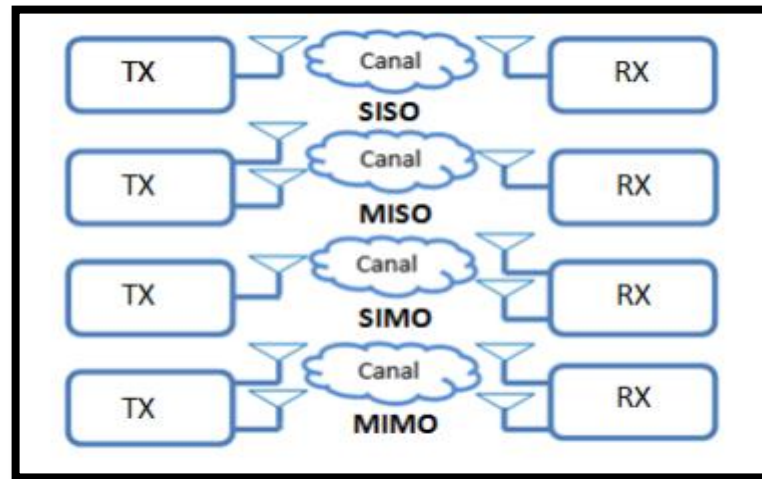 TX Canal RX
SISO
TX Canal RX
MISO
TX Canal RX
SIMO
TX Canal RX
MIMO